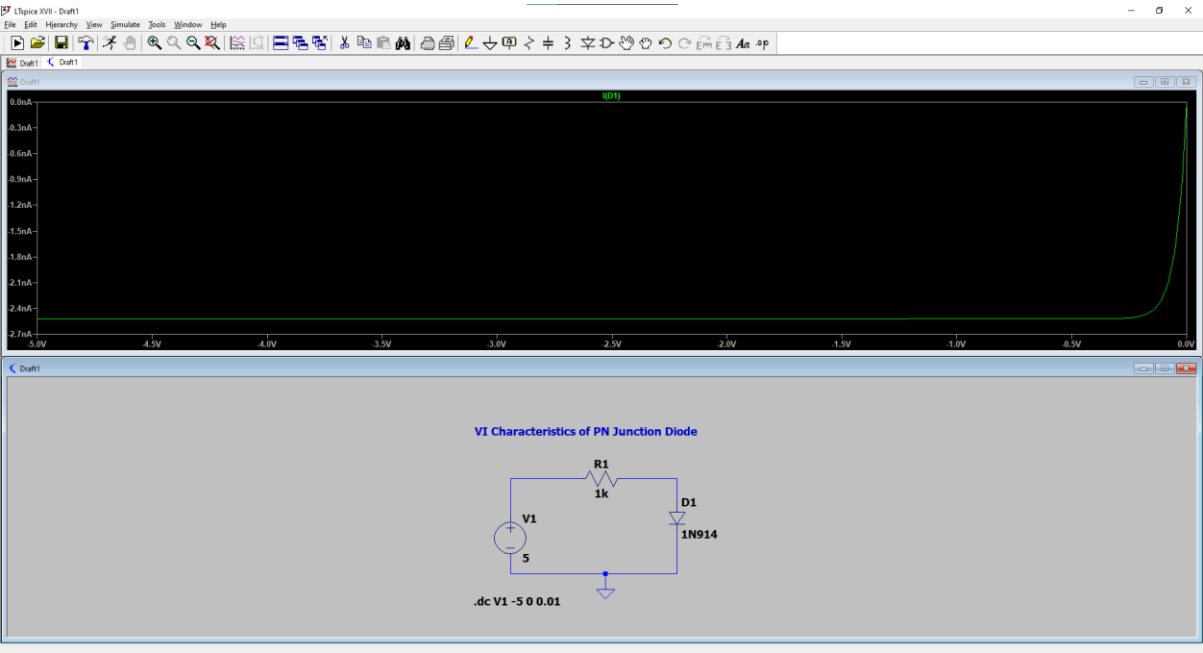 LTspice XVII - Draft1
File Edit Hierarchy View Simulate Tools Window Help
Draft1 Draft1
Draft1
I(D1)
0.0nA
-0.3nA
-0.6nA
-0.9nA
-1.2nA
-1.5nA
-1.8nA
-2.1nA
-2.4nA
-2.7nA
-5.0V -4.5V -4.0V -3.5V -3.0V -2.5V -2.0V -1.5V -1.0V -0.5V 0.0V
Draft1
VI Characteristics of PN Junction Diode
R1
1k
D1
V1
1N914
5
.dc V1 -5 0 0.01